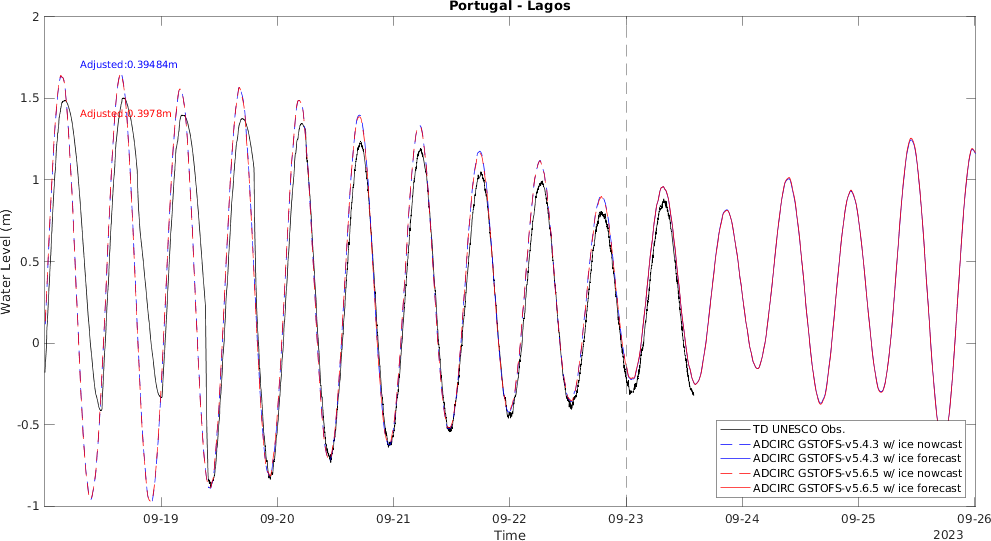 Portugal - Lagos
2
1.5
1
0.5
0
-0.5
-1
Water Level (m)
Adjusted:0.39484m
Adjusted:0.3978m
TD UNESCO Obs.
ADCIRC GSTOFS-v5.4.3 w/ ice nowcast
ADCIRC GSTOFS-v5.4.3 w/ ice forecast
ADCIRC GSTOFS-v5.6.5 w/ ice nowcast
ADCIRC GSTOFS-v5.6.5 w/ ice forecast
09-19 09-20 09-21 09-22 09-23 09-24 09-25 09-26
Time
2023